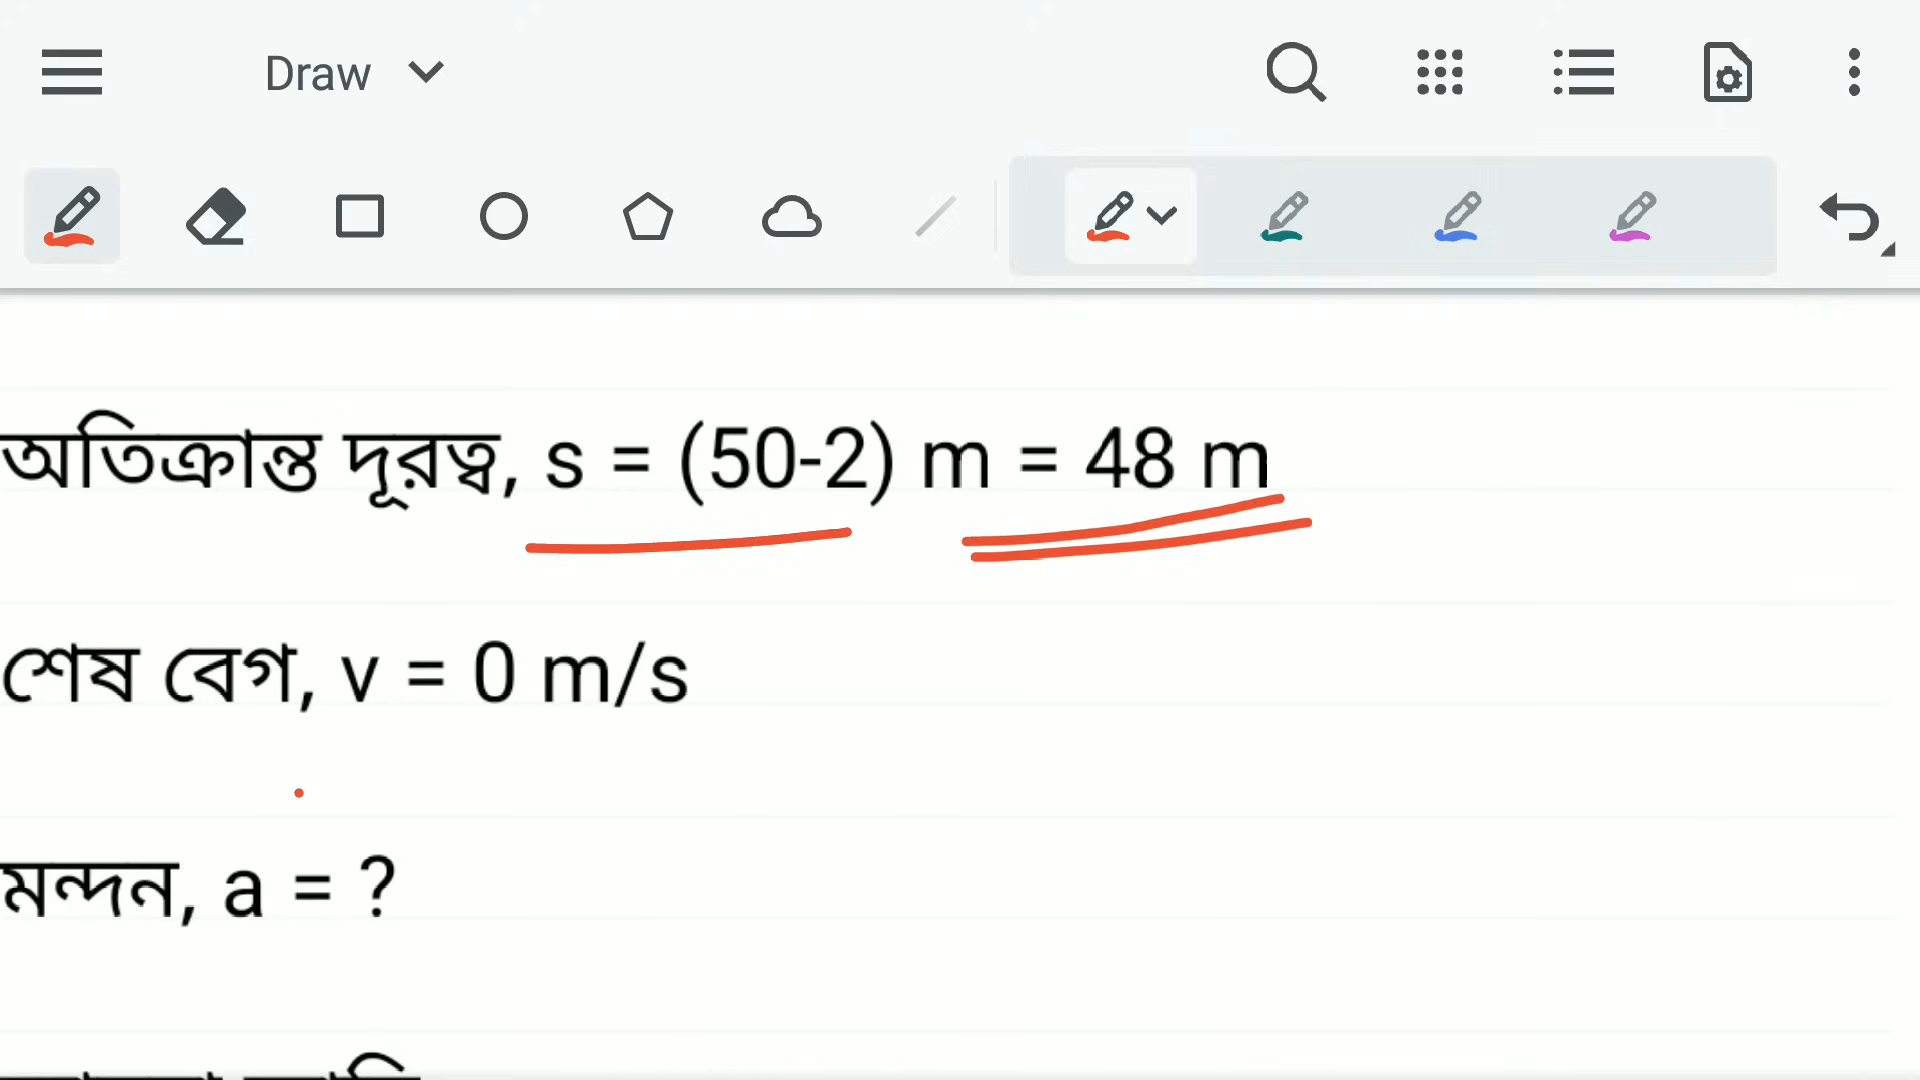 Draw
অতিক্রান্ত দূরত্ব, s = (50-2) m = 48 m
শেষ বেগ, v = 0 m/s
মন্দন, a = ?